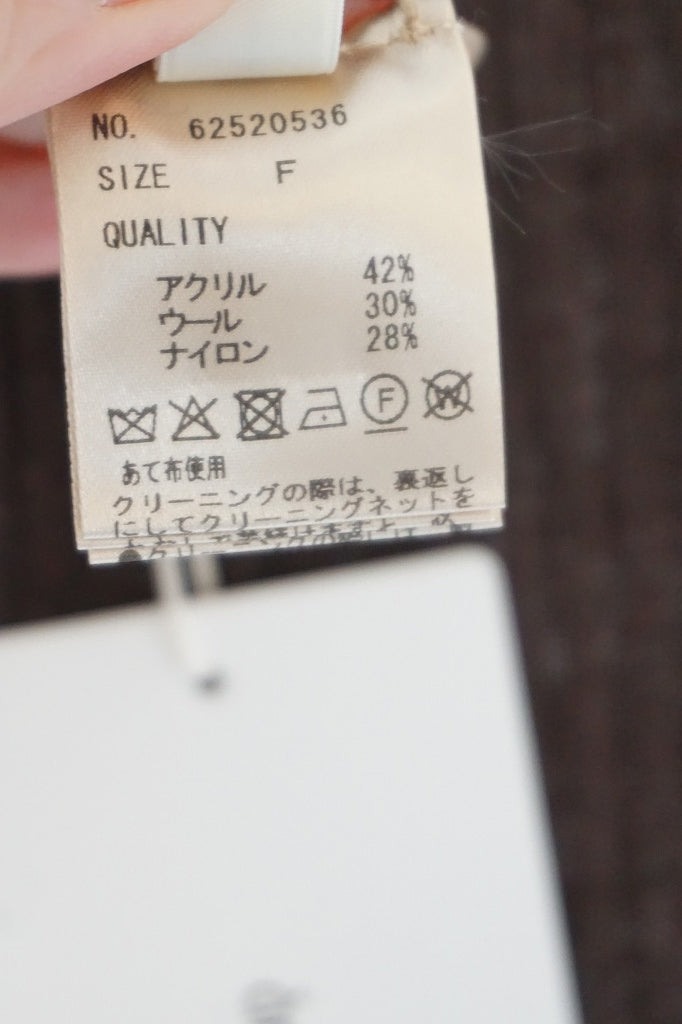 NO. 62520536
SIZE F
QUALITY
アクリル 42%
ウール 30%
ナイロン 28%
F
W
あて布使用
クリーニングの際は、裏返し
にしてクリーニングネットを